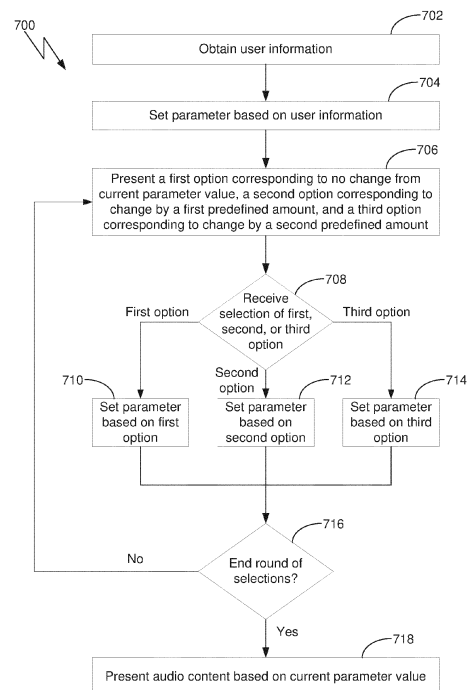 700
702
Obtain user information
704
Set parameter based on user information
706
Present a first option corresponding to no change from
current parameter value, a second option corresponding to
change by a first predefined amount, and a third option
corresponding to change by a second predefined amount
708
Receive
selection of first,
second, or third
option
First option
Third option
Second
option
710
Set parameter
based on first
option
712
Set parameter
based on
second option
714
Set parameter
based on third
option
716
End round of
selections?
No
Yes
718
Present audio content based on current parameter value